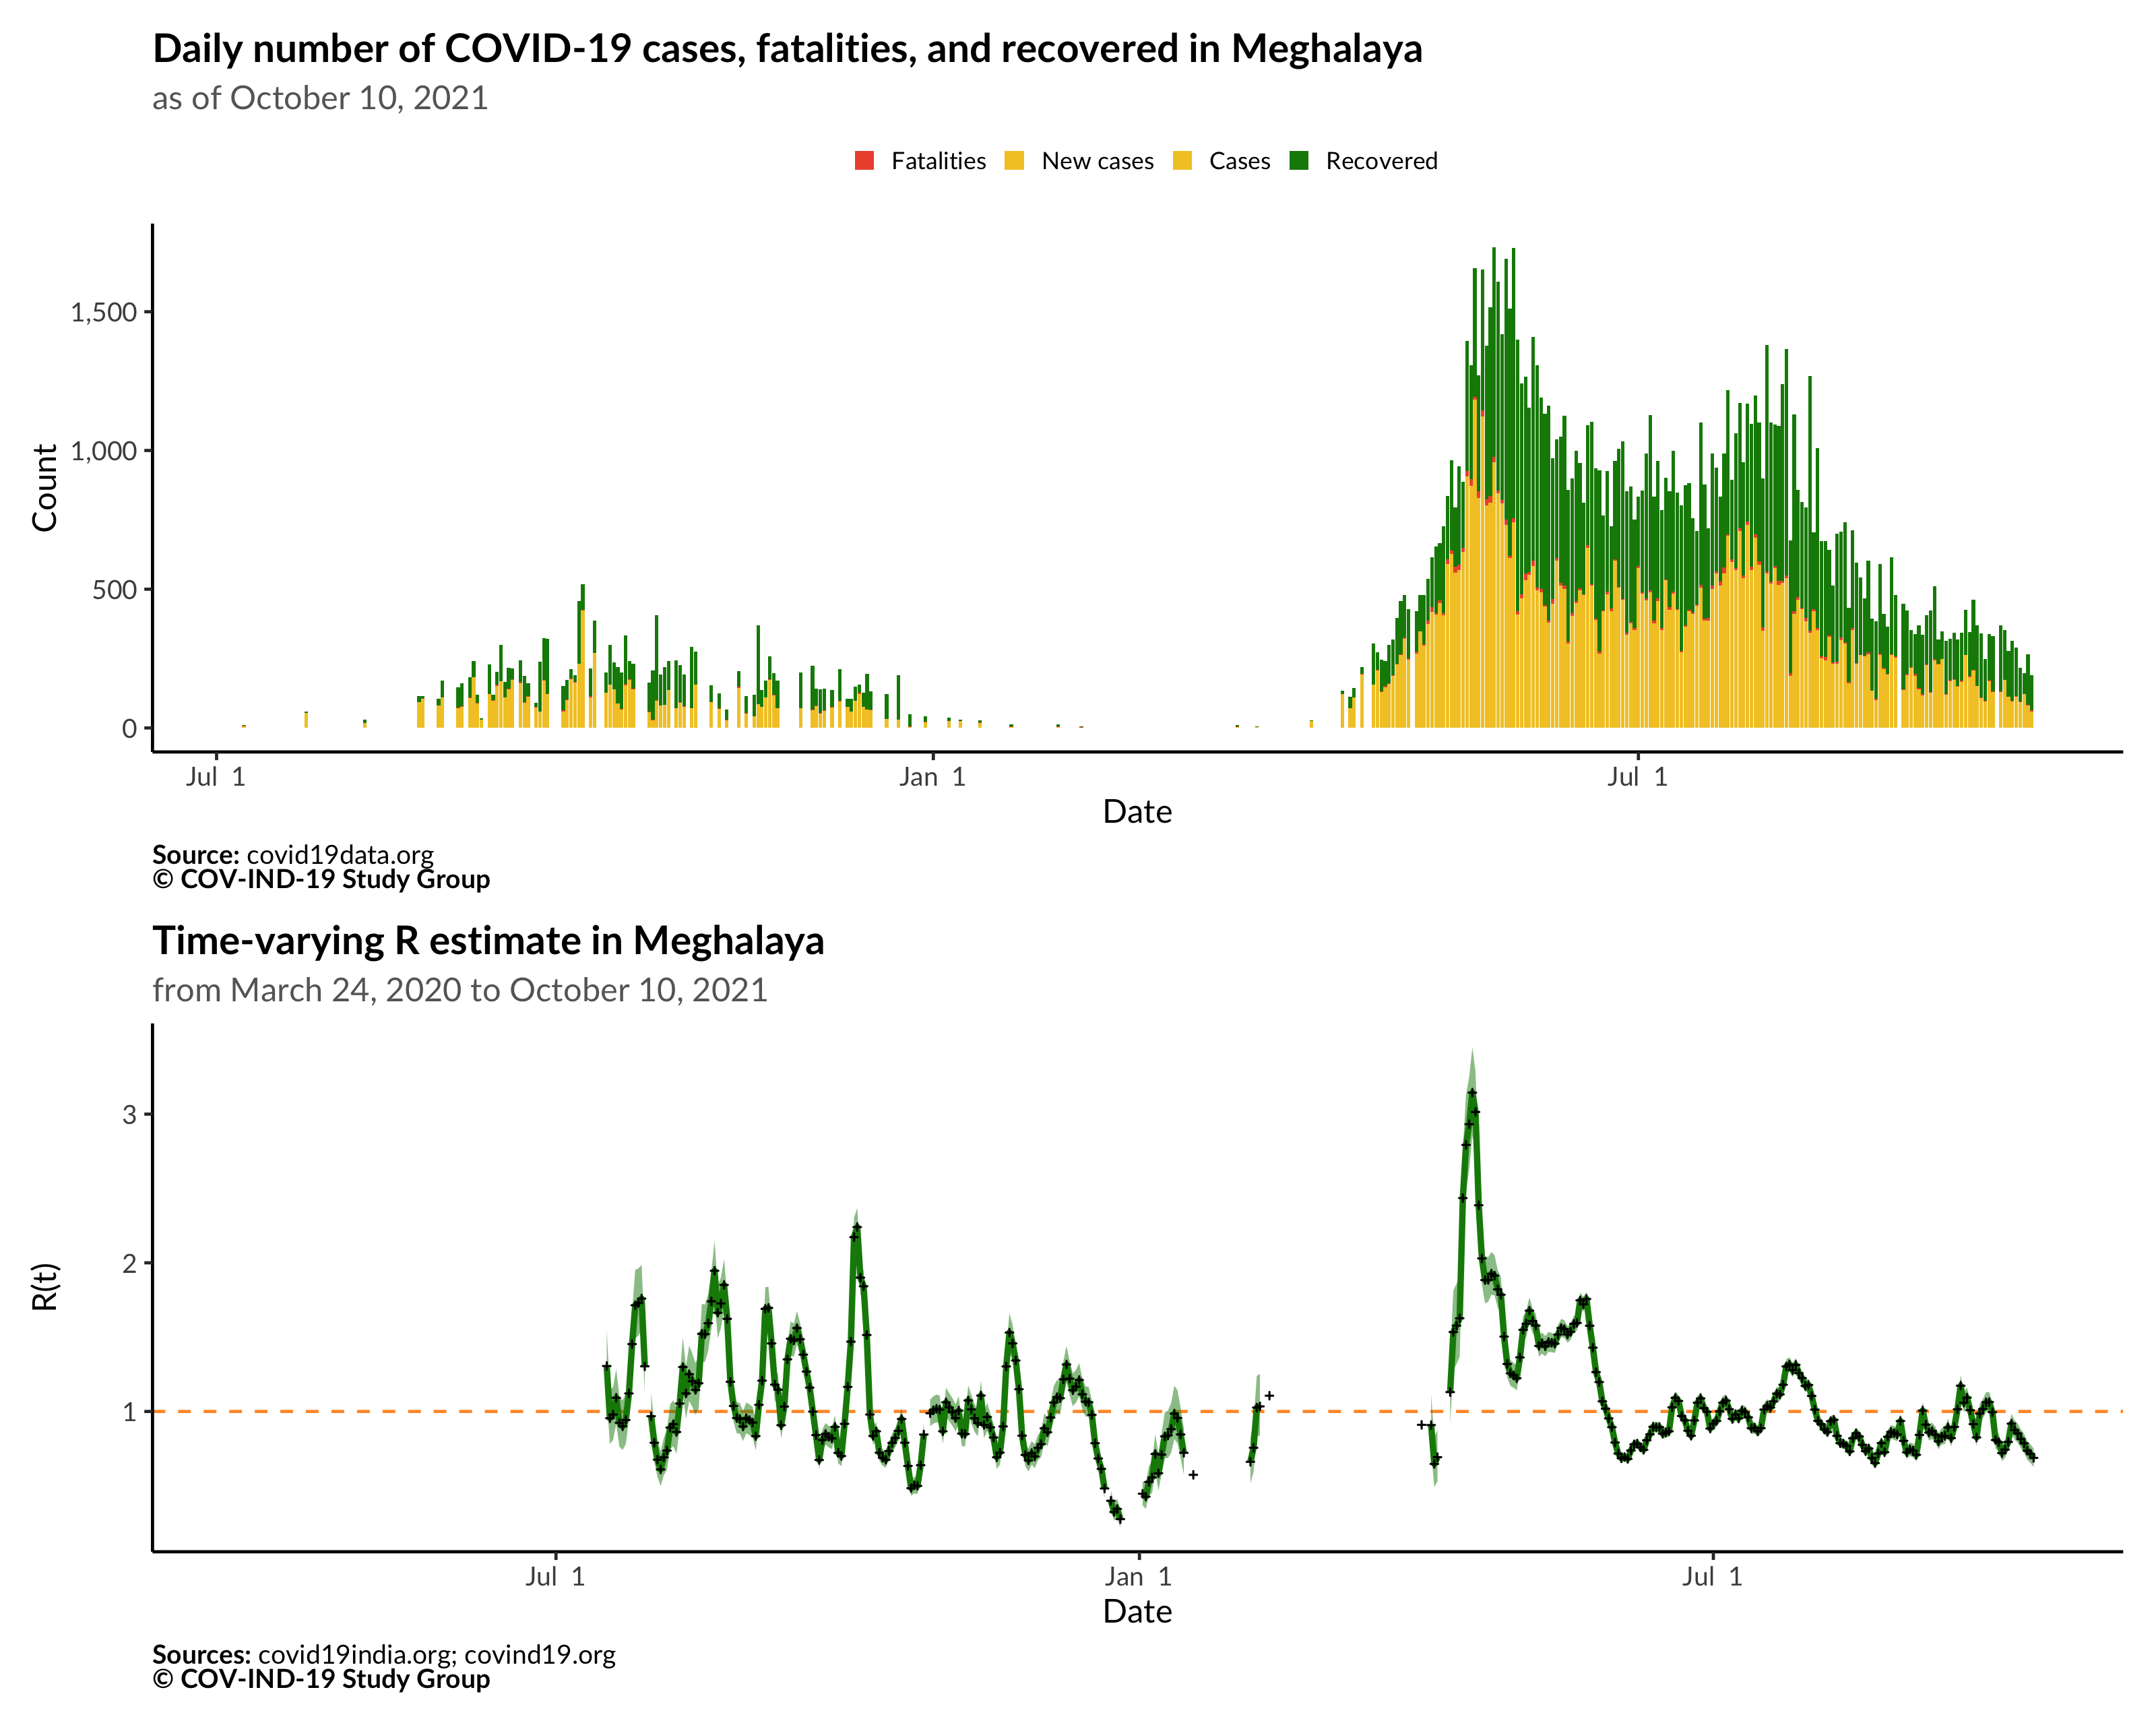 Daily number of COVID-19 cases, fatalities, and recovered in Meghalaya
as of October 10, 2021
Fatalities New cases Cases Recovered
Count
1,500
1,000
500
0
Jul 1 Jan 1 Jul 1
Date
Source: covid19data.org
© COV-IND-19 Study Group
Time-varying R estimate in Meghalaya
from March 24, 2020 to October 10, 2021
R(t)
3
2
1
Jul 1 Jan 1 Jul 1
Date
Sources: covid19india.org; covind19.org
© COV-IND-19 Study Group